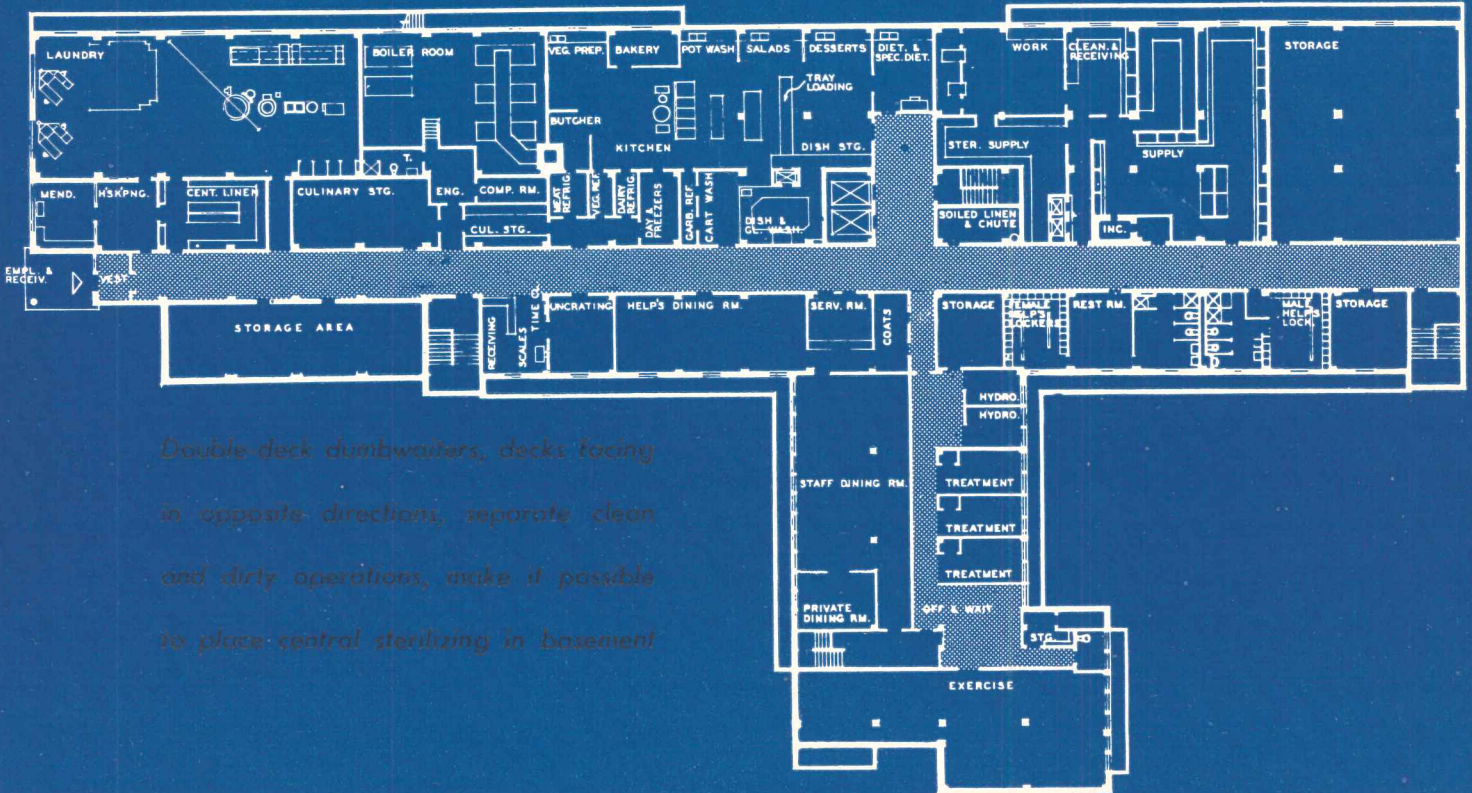 LAUNDRY
BOILER ROOM
VEG. PREP.
BAKERY
POT WASH
SALADS
DESSERTS
DIET. &
SPEC. DIET.
WORK
CLEAN. &
RECEIVING
STORAGE
TRAY
LOADING
BUTCHER
KITCHEN
DISH STG.
STER. SUPPLY
SUPPLY
T.
MEND.
H'SK'PNG.
CENT. LINEN
CULINARY STG.
ENG.
COMP. RM.
CUL. STG.
MEAT
REFRIG.
VEG. REF.
DAIRY
REFRIG.
DAY &
FREEZERS
GARB. REF.
CART WASH
DISH &
GL. WASH.
SOILED LINEN
& CHUTE
INC.
EMPL. &
RECEIV.
VEST.
STORAGE AREA
RECEIVING
SCALES
TIME CL.
UNCRATING
HELP'S DINING RM.
SERV. RM.
COATS
STORAGE
FEMALE
HELP'S
LOCKERS
REST RM.
MALE
HELP'S
LOCK.
STORAGE
HYDRO.
HYDRO.
STAFF DINING RM.
TREATMENT
TREATMENT
TREATMENT
PRIVATE
DINING RM.
OFF & WAIT
STG.
EXERCISE
Double-deck dumbwaiters, decks facing
in opposite directions, separate clean
and dirty operations, make it possible
to place central sterilizing in basement